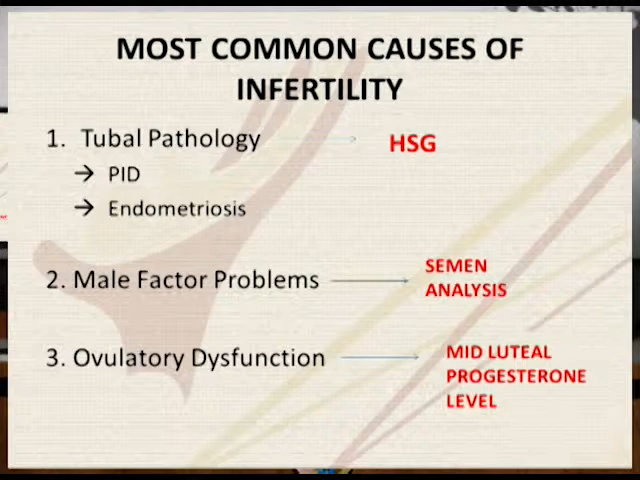 MOST COMMON CAUSES OF
INFERTILITY
1. Tubal Pathology → HSG
→ PID
→ Endometriosis
2. Male Factor Problems → SEMEN
ANALYSIS
3. Ovulatory Dysfunction → MID LUTEAL
PROGESTERONE
LEVEL